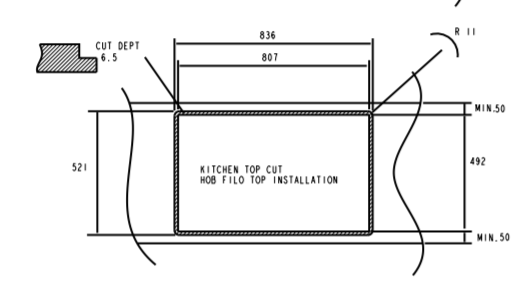 R 11
836
CUT DEPT
6.5
807
MIN.50
521
492
KITCHEN TOP CUT
HOB FILO TOP INSTALLATION
MIN.50